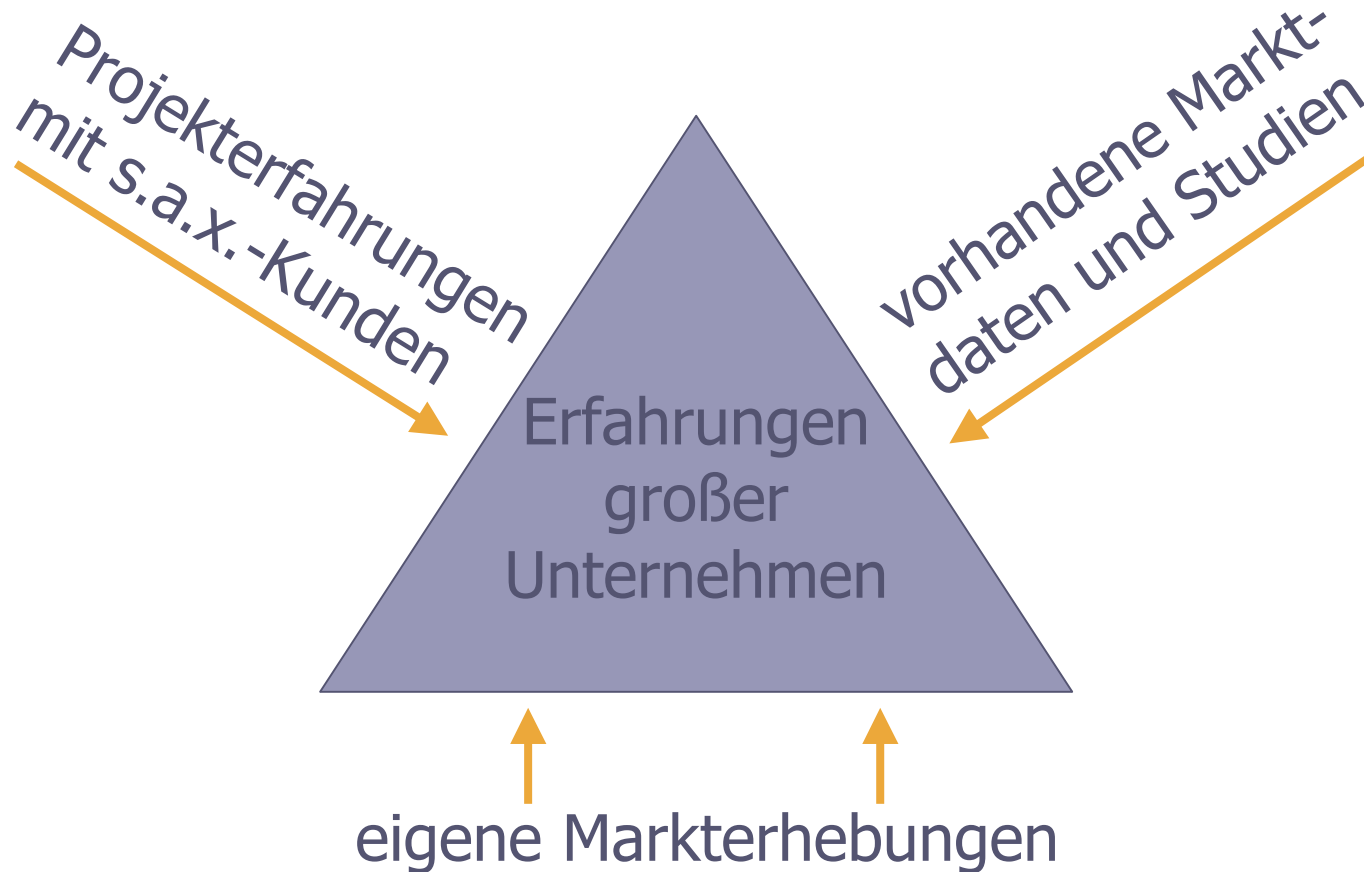 Projekterfahrungen
mit s.a.x.-Kunden
vorhandene Markt-
daten und Studien
Erfahrungen
großer
Unternehmen
eigene Markterhebungen